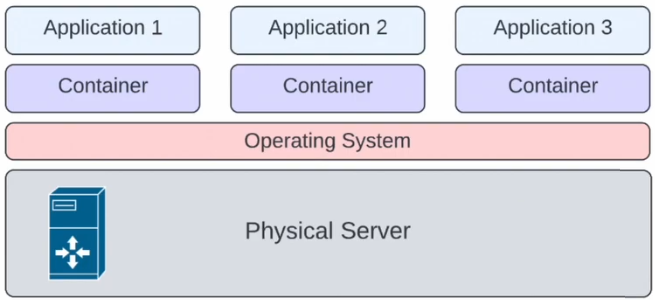 Application 1
Application 2
Application 3
Container
Container
Container
Operating System
Physical Server